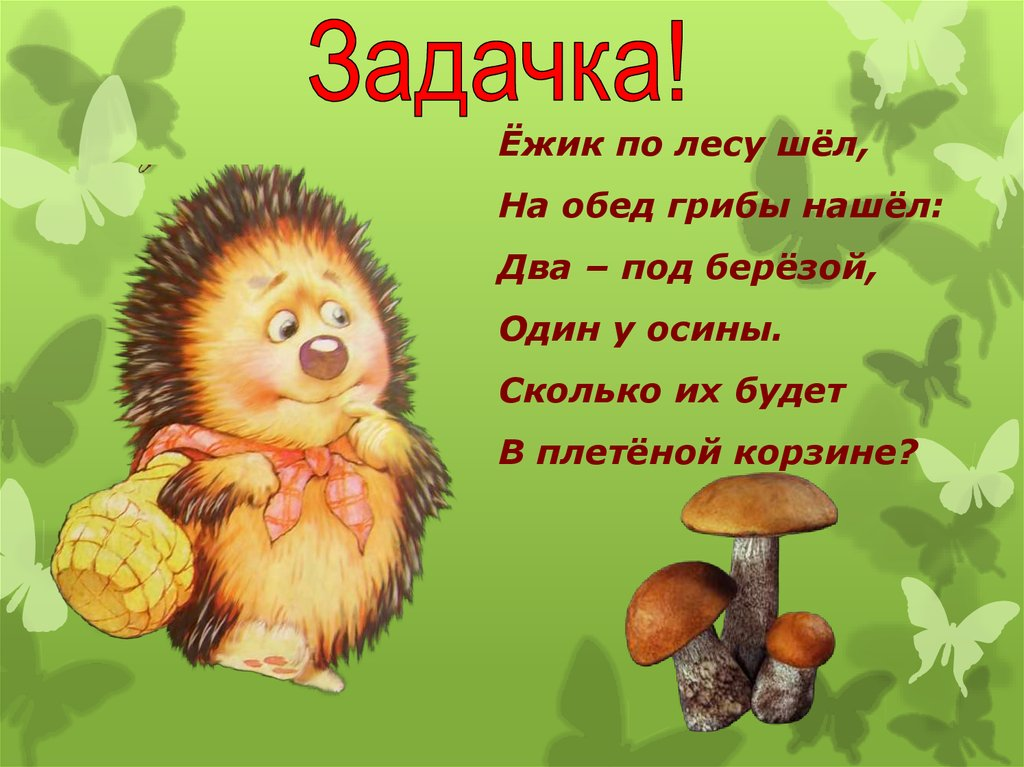 Задачка!
Ёжик по лесу шёл,
На обед грибы нашёл:
Два – под берёзой,
Один у осины.
Сколько их будет
В плетёной корзине?